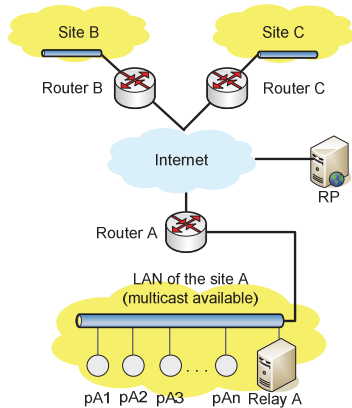 Site B
Site C
Router B
Router C
Internet
RP
Router A
LAN of the site A
(multicast available)
pA1 pA2 pA3 . . . pAn Relay A